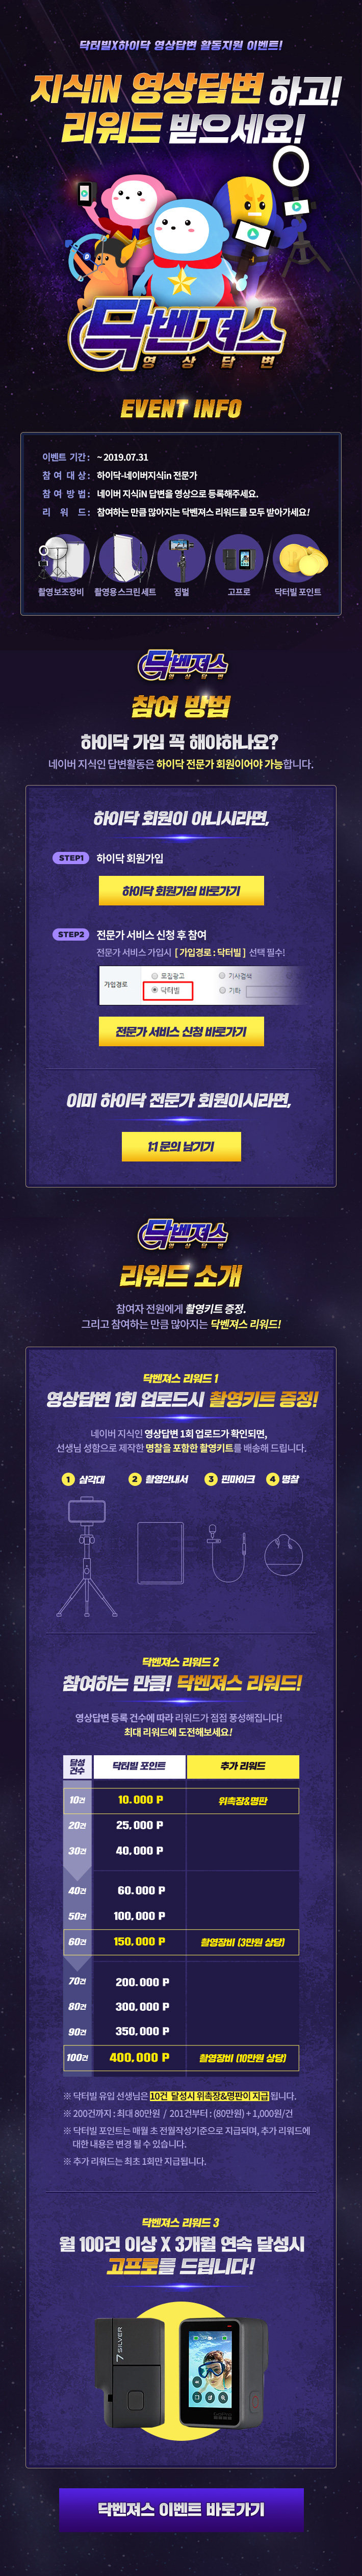 닥터빌X하이닥 영상답변 활동지원 이벤트!
지식iN 영상답변 하고!
리워드 받으세요!
닥벤져스
영상답변
EVENT INFO
이벤트 기간 : ~ 2019.07.31
참 여 대 상 : 하이닥-네이버지식in 전문가
참 여 방 법 : 네이버 지식iN 답변을 영상으로 등록해주세요.
리 워 드 : 참여하는 만큼 많아지는 닥벤져스 리워드를 모두 받아가세요!
촬영 보조장비 촬영용 스크린 세트 짐벌 고프로 닥터빌 포인트
닥벤져스
영상답변
참여 방법
하이닥 가입 꼭 해야하나요?
네이버 지식인 답변활동은 하이닥 전문가 회원이어야 가능합니다.
하이닥 회원이 아니시라면,
STEP1 하이닥 회원가입
하이닥 회원가입 바로가기
STEP2 전문가 서비스 신청 후 참여
전문가 서비스 가입시 [ 가입경로 : 닥터빌 ] 선택 필수!
모집광고 기사검색
가입경로
닥터빌 기타
전문가 서비스 신청 바로가기
이미 하이닥 전문가 회원이시라면,
1:1 문의 남기기
닥벤져스
영상답변
리워드 소개
참여자 전원에게 촬영키트 증정.
그리고 참여하는 만큼 많아지는 닥벤져스 리워드!
닥벤져스 리워드 1
영상답변 1회 업로드시 촬영키트 증정!
네이버 지식인 영상답변 1회 업로드가 확인되면,
선생님 성함으로 제작한 명찰을 포함한 촬영키트를 배송해 드립니다.
1 삼각대 2 촬영안내서 3 핀마이크 4 명찰
닥벤져스 리워드 2
참여하는 만큼! 닥벤져스 리워드!
영상답변 등록 건수에 따라 리워드가 점점 풍성해집니다!
최대 리워드에 도전해보세요!
달성
건수 닥터빌 포인트 추가 리워드
10건 10,000 P 위촉장&명판
20건 25,000 P
30건 40,000 P
40건 60,000 P
50건 100,000 P
60건 150,000 P 촬영장비 (3만원 상당)
70건 200,000 P
80건 300,000 P
90건 350,000 P
100건 400,000 P 촬영장비 (10만원 상당)
※ 닥터빌 유입 선생님은 10건 달성시 위촉장&명판이 지급 됩니다.
※ 200건까지 : 최대 80만원 / 201건부터 : (80만원) + 1,000원/건
※ 닥터빌 포인트는 매월 초 전월작성기준으로 지급되며, 추가 리워드에
대한 내용은 변경 될 수 있습니다.
※ 추가 리워드는 최초 1회만 지급됩니다.
닥벤져스 리워드 3
월 100건 이상 X 3개월 연속 달성시
고프로를 드립니다!
7 SILVER
닥벤져스 이벤트 바로가기